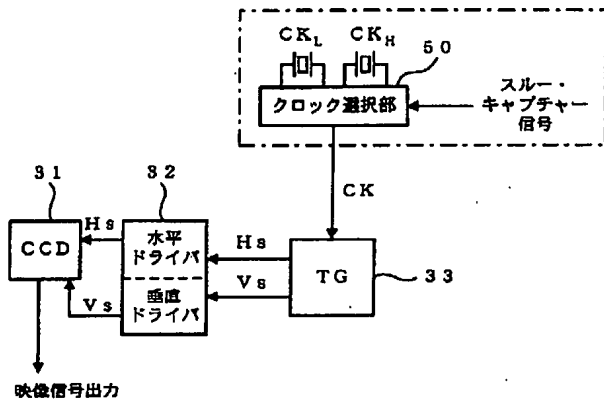 CKL
CKH
50
クロック選択部
スルー・
キャプチャー
信号
CK
31
32
CCD
Hs
Vs
水平
ドライバ
垂直
ドライバ
Hs
Vs
TG
33
映像信号出力